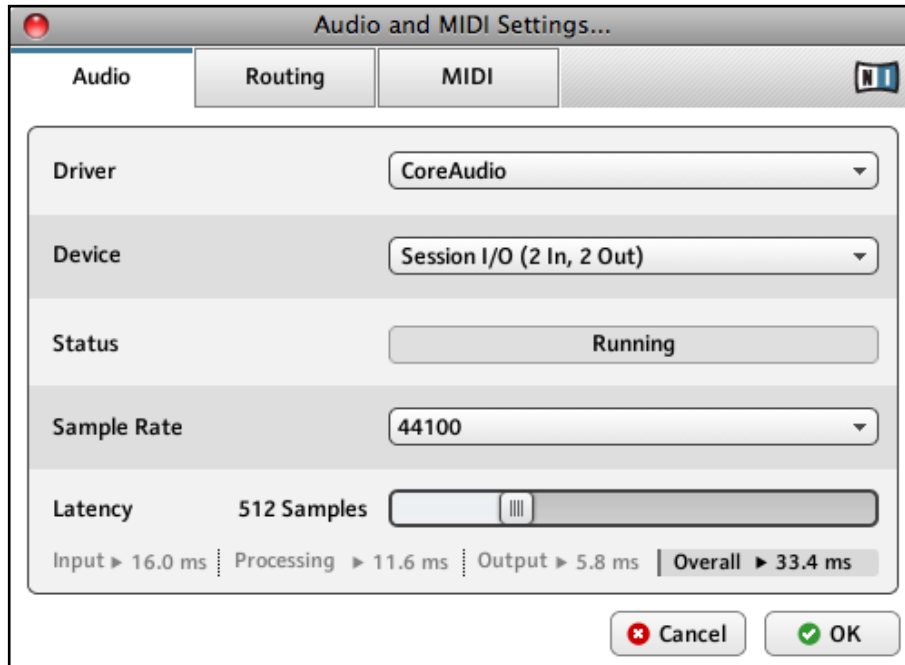 Audio and MIDI Settings...
Audio Routing MIDI NI
Driver CoreAudio
Device Session I/O (2 In, 2 Out)
Status Running
Sample Rate 44100
Latency 512 Samples
Input ▶ 16.0 ms Processing ▶ 11.6 ms Output ▶ 5.8 ms Overall ▶ 33.4 ms
Cancel OK